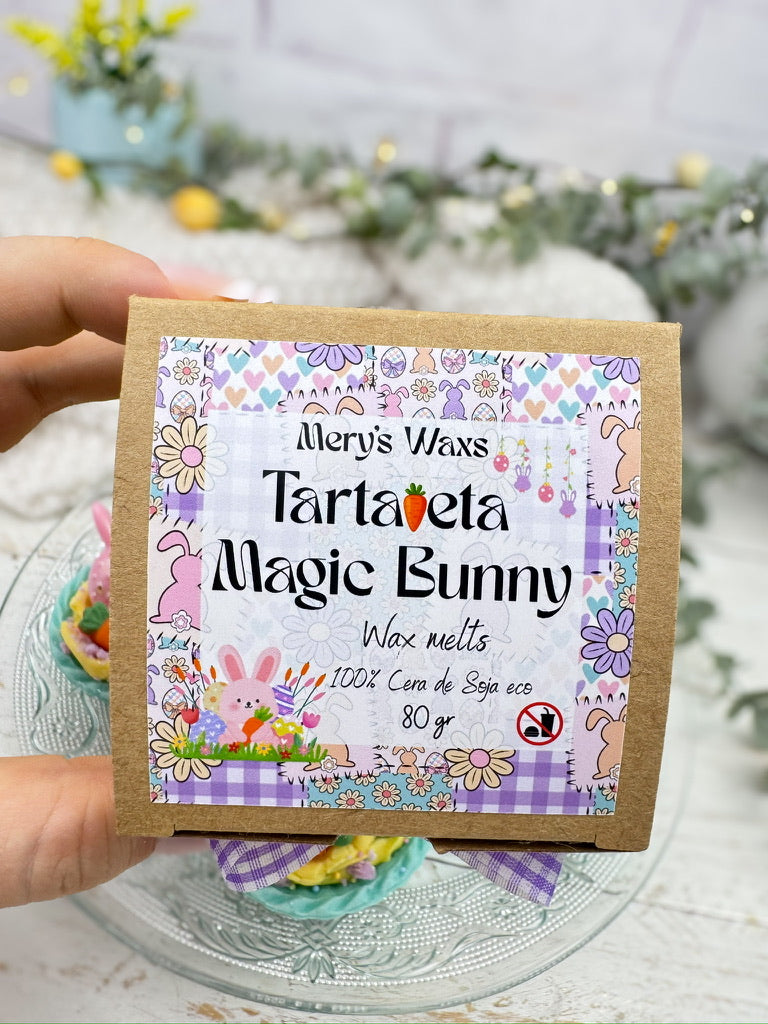 Mery's Waxs
Tartaleta
Magic Bunny
Wax melts
100% Cera de Soja eco
80 gr